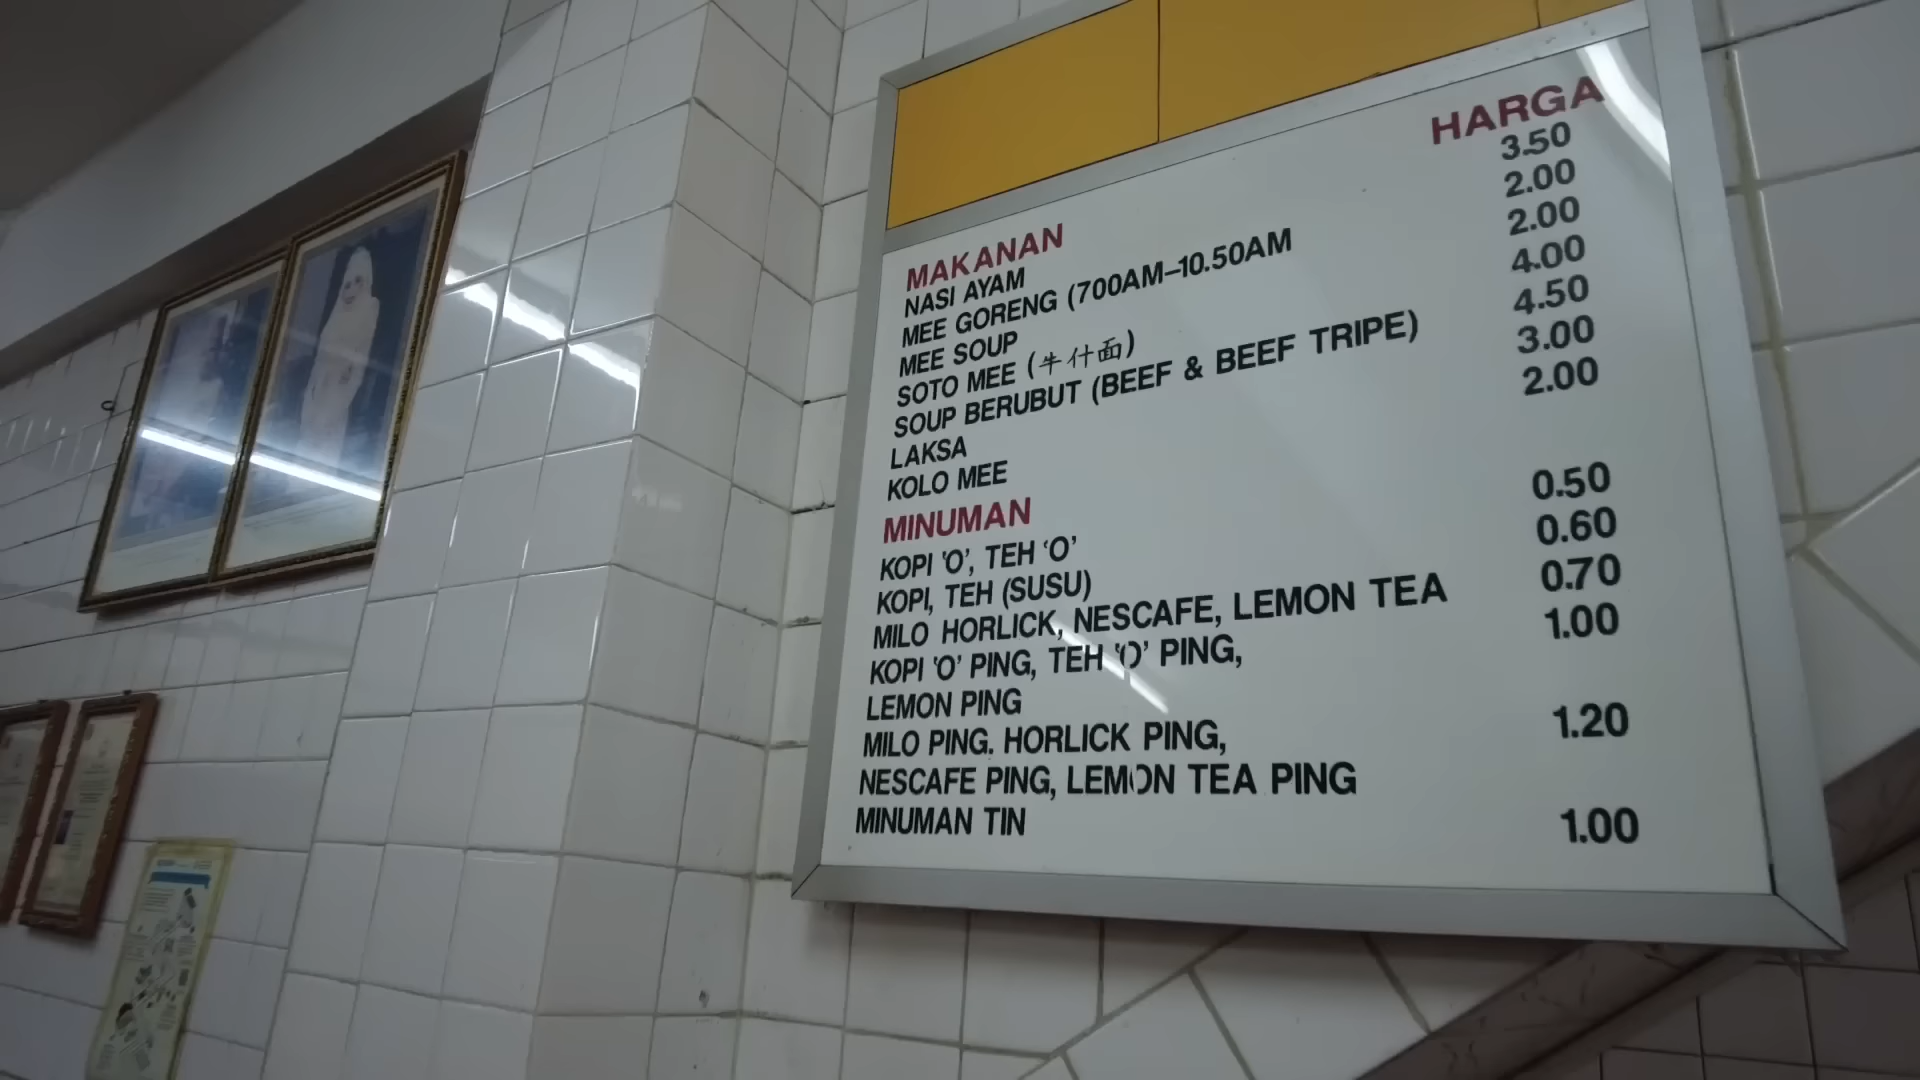 HARGA
MAKANAN
NASI AYAM 3.50
MEE GORENG (700AM–10.50AM 2.00
MEE SOUP 2.00
SOTO MEE (牛什面) 4.00
SOUP BERUBUT (BEEF & BEEF TRIPE) 4.50
LAKSA 3.00
KOLO MEE 2.00
MINUMAN
KOPI 'O', TEH 'O' 0.50
KOPI, TEH (SUSU) 0.60
MILO HORLICK, NESCAFE, LEMON TEA 0.70
KOPI 'O' PING, TEH 'O' PING, 1.00
LEMON PING
MILO PING. HORLICK PING, 1.20
NESCAFE PING, LEMON TEA PING
MINUMAN TIN 1.00